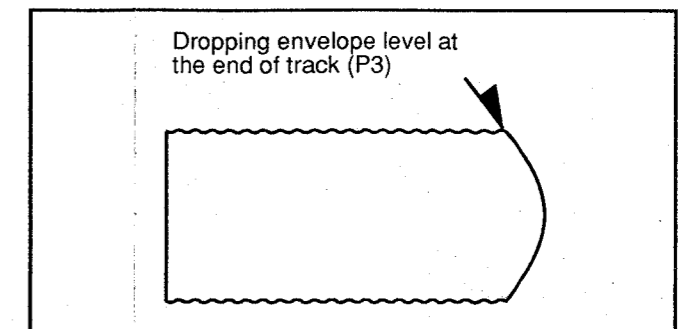 Dropping envelope level at
the end of track (P3)